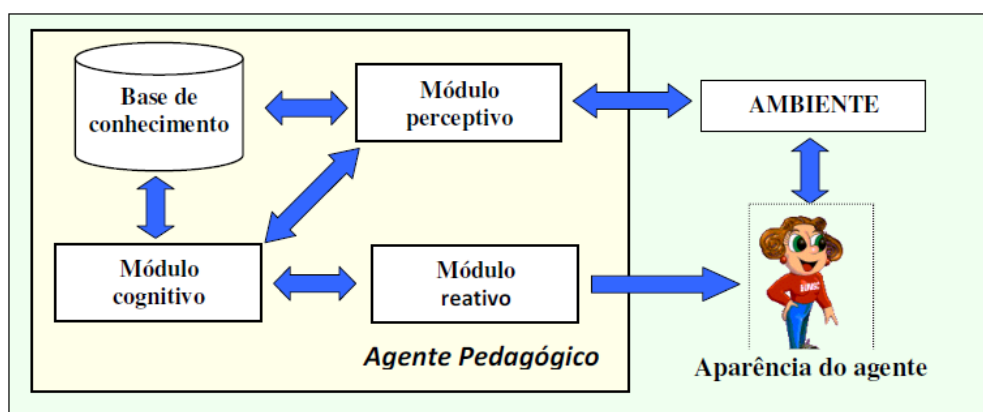 Base de
conhecimento
Módulo
perceptivo
AMBIENTE
Módulo
cognitivo
Módulo
reativo
Agente Pedagógico
Aparência do agente